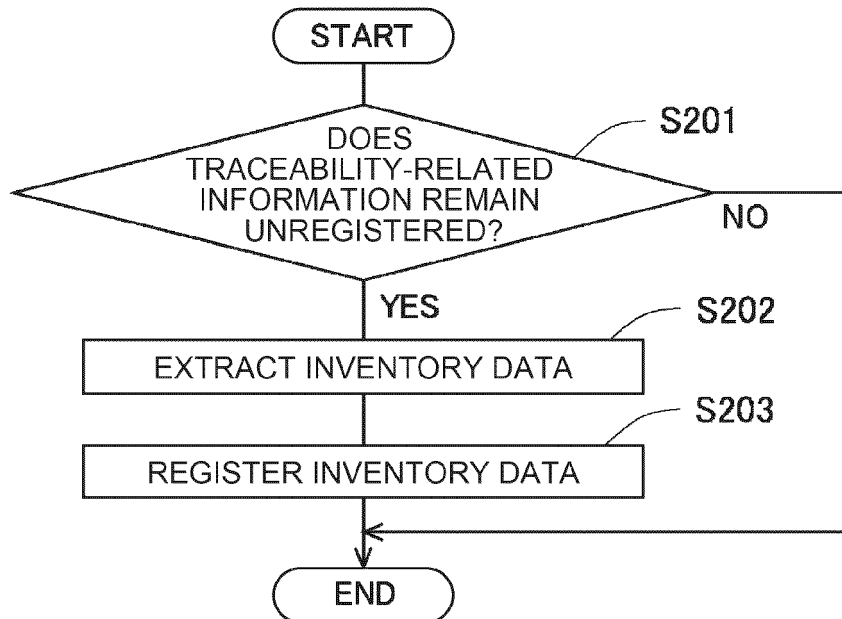 START
DOES
TRACEABILITY-RELATED
INFORMATION REMAIN
UNREGISTERED?
S201
NO
YES
S202
EXTRACT INVENTORY DATA
S203
REGISTER INVENTORY DATA
END